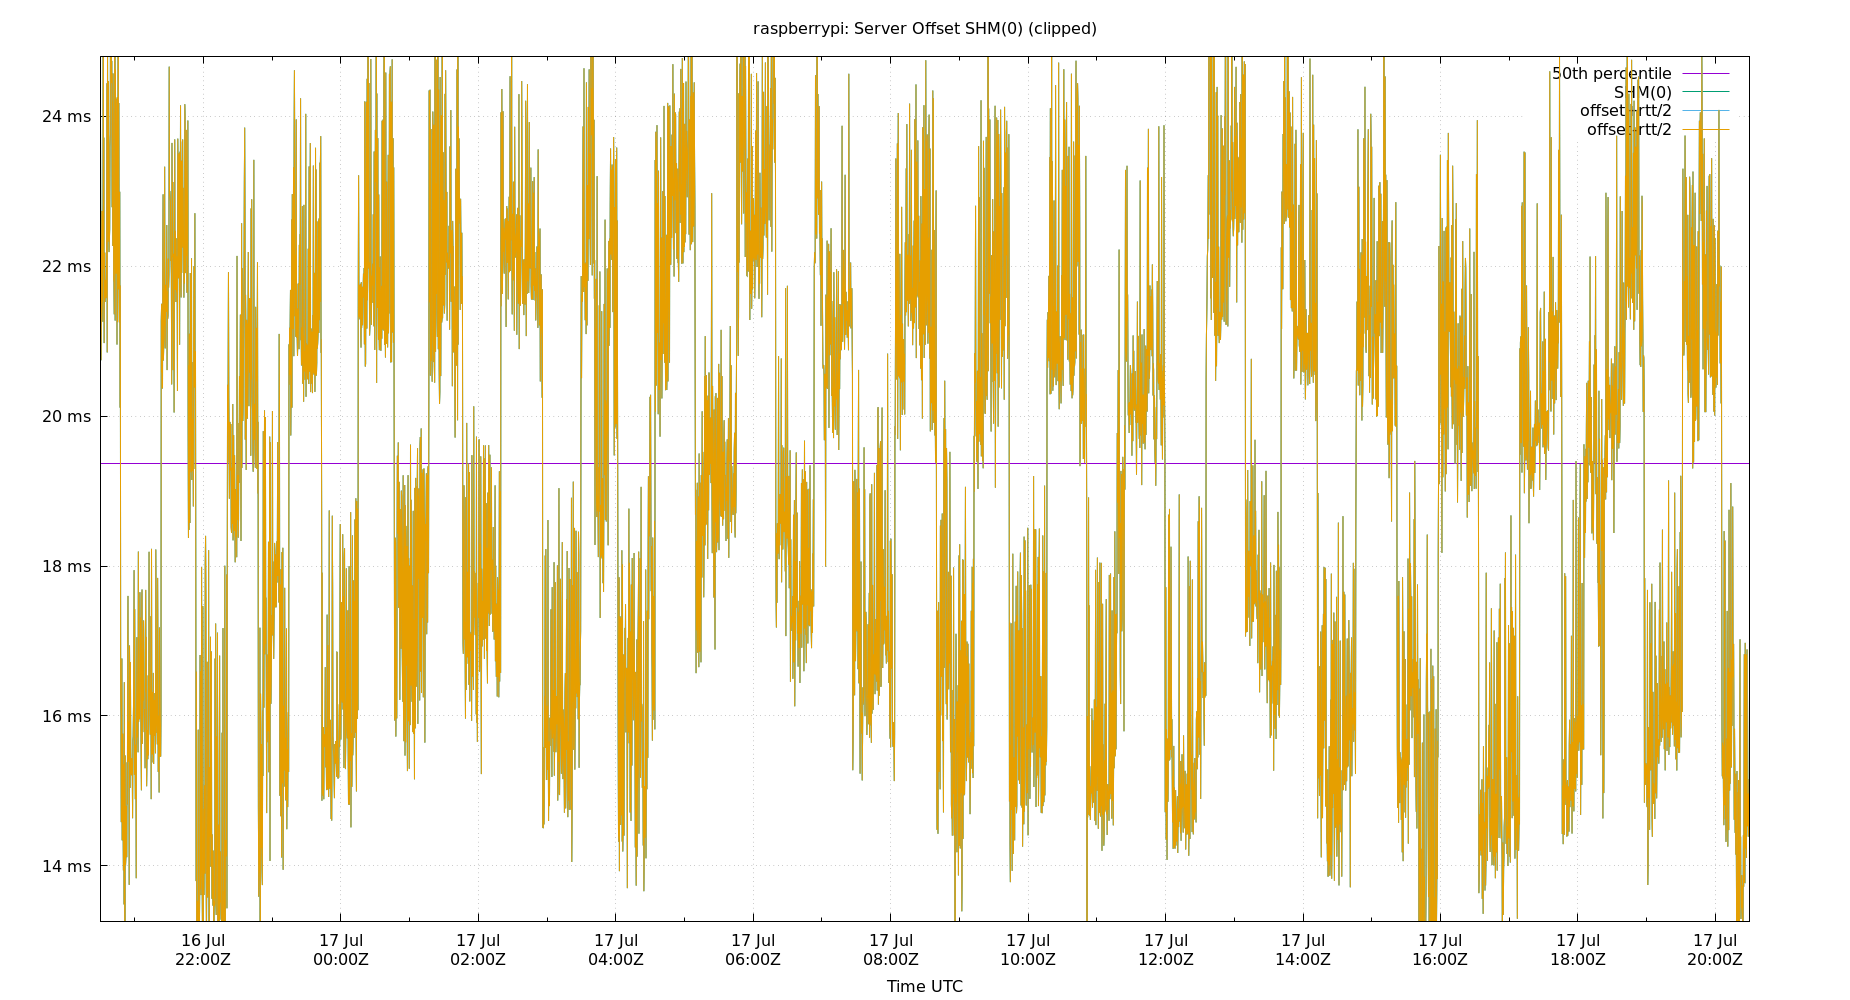 raspberrypi: Server Offset SHM(0) (clipped)
50th percentile
SHM(0)
offset+rtt/2
offset-rtt/2
24 ms
22 ms
20 ms
18 ms
16 ms
14 ms
16 Jul 17 Jul 17 Jul 17 Jul 17 Jul 17 Jul 17 Jul 17 Jul 17 Jul 17 Jul 17 Jul 17 Jul
22:00Z 00:00Z 02:00Z 04:00Z 06:00Z 08:00Z 10:00Z 12:00Z 14:00Z 16:00Z 18:00Z 20:00Z
Time UTC